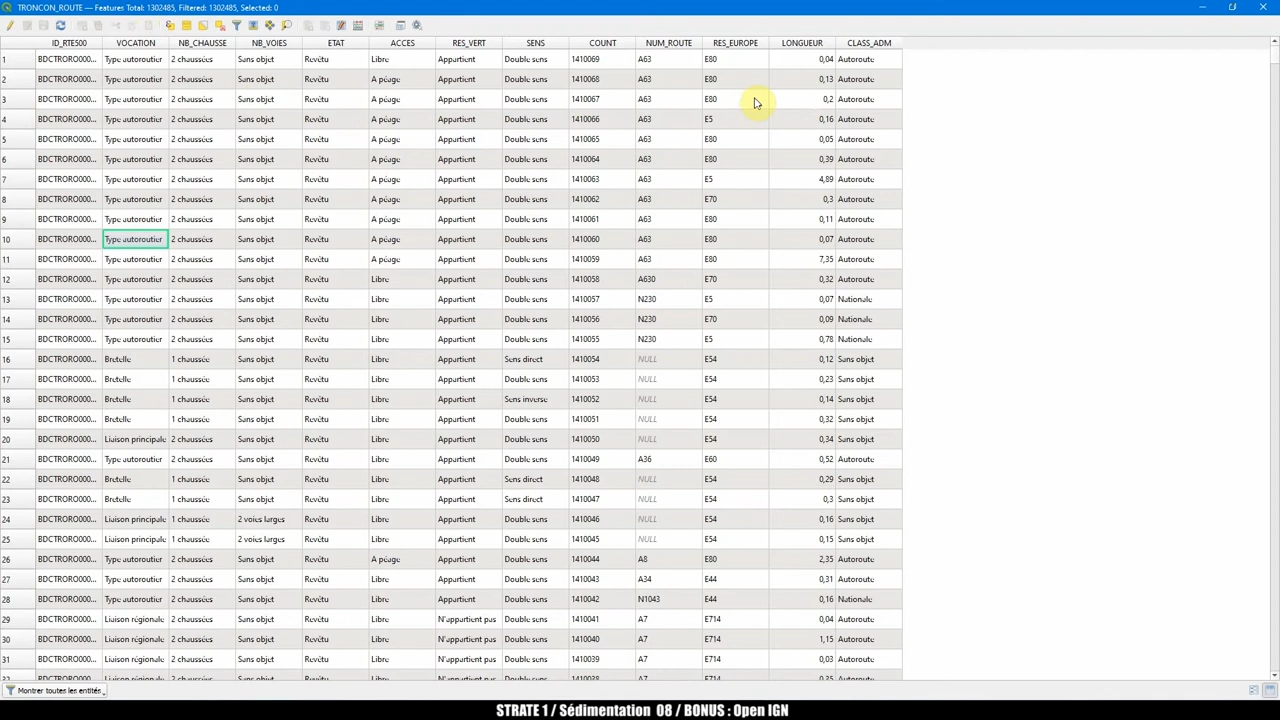 TRONCON_ROUTE — Features Total: 1302485, Filtered: 1302485, Selected: 0
ID_RTE500 VOCATION NB_CHAUSSE NB_VOIES ETAT ACCES RES_VERT SENS COUNT NUM_ROUTE RES_EUROPE LONGUEUR CLASS_ADM
1 BDCTRORO000... Type autoroutier 2 chaussées Sans objet Revêtu Libre Appartient Double sens 1410069 A63 E80 0,04 Autoroute
2 BDCTRORO000... Type autoroutier 2 chaussées Sans objet Revêtu A péage Appartient Double sens 1410068 A63 E80 0,13 Autoroute
3 BDCTRORO000... Type autoroutier 2 chaussées Sans objet Revêtu A péage Appartient Double sens 1410067 A63 E80 0,2 Autoroute
4 BDCTRORO000... Type autoroutier 2 chaussées Sans objet Revêtu A péage Appartient Double sens 1410066 A63 E5 0,16 Autoroute
5 BDCTRORO000... Type autoroutier 2 chaussées Sans objet Revêtu A péage Appartient Double sens 1410065 A63 E80 0,05 Autoroute
6 BDCTRORO000... Type autoroutier 2 chaussées Sans objet Revêtu A péage Appartient Double sens 1410064 A63 E80 0,39 Autoroute
7 BDCTRORO000... Type autoroutier 2 chaussées Sans objet Revêtu A péage Appartient Double sens 1410063 A63 E5 4,89 Autoroute
8 BDCTRORO000... Type autoroutier 2 chaussées Sans objet Revêtu A péage Appartient Double sens 1410062 A63 E70 0,3 Autoroute
9 BDCTRORO000... Type autoroutier 2 chaussées Sans objet Revêtu A péage Appartient Double sens 1410061 A63 E80 0,11 Autoroute
10 BDCTRORO000... Type autoroutier 2 chaussées Sans objet Revêtu A péage Appartient Double sens 1410060 A63 E80 0,07 Autoroute
11 BDCTRORO000... Type autoroutier 2 chaussées Sans objet Revêtu A péage Appartient Double sens 1410059 A63 E80 7,35 Autoroute
12 BDCTRORO000... Type autoroutier 2 chaussées Sans objet Revêtu Libre Appartient Double sens 1410058 A630 E70 0,32 Autoroute
13 BDCTRORO000... Type autoroutier 2 chaussées Sans objet Revêtu Libre Appartient Double sens 1410057 N230 E5 0,07 Nationale
14 BDCTRORO000... Type autoroutier 2 chaussées Sans objet Revêtu Libre Appartient Double sens 1410056 N230 E70 0,09 Nationale
15 BDCTRORO000... Type autoroutier 2 chaussées Sans objet Revêtu Libre Appartient Double sens 1410055 N230 E5 0,78 Nationale
16 BDCTRORO000... Bretelle 1 chaussée Sans objet Revêtu Libre Appartient Sens direct 1410054 NULL E54 0,12 Sans objet
17 BDCTRORO000... Bretelle 1 chaussée Sans objet Revêtu Libre Appartient Double sens 1410053 NULL E54 0,23 Sans objet
18 BDCTRORO000... Bretelle 1 chaussée Sans objet Revêtu Libre Appartient Sens inverse 1410052 NULL E54 0,14 Sans objet
19 BDCTRORO000... Bretelle 1 chaussée Sans objet Revêtu Libre Appartient Double sens 1410051 NULL E54 0,32 Sans objet
20 BDCTRORO000... Liaison principale 2 chaussées Sans objet Revêtu Libre Appartient Double sens 1410050 NULL E54 0,34 Sans objet
21 BDCTRORO000... Type autoroutier 2 chaussées Sans objet Revêtu Libre Appartient Double sens 1410049 A36 E60 0,52 Autoroute
22 BDCTRORO000... Bretelle 1 chaussée Sans objet Revêtu Libre Appartient Sens direct 1410048 NULL E54 0,29 Sans objet
23 BDCTRORO000... Bretelle 1 chaussée Sans objet Revêtu Libre Appartient Sens direct 1410047 NULL E54 0,3 Sans objet
24 BDCTRORO000... Liaison principale 1 chaussée 2 voies larges Revêtu Libre Appartient Double sens 1410046 NULL E54 0,16 Sans objet
25 BDCTRORO000... Liaison principale 1 chaussée 2 voies larges Revêtu Libre Appartient Double sens 1410045 NULL E54 0,15 Sans objet
26 BDCTRORO000... Type autoroutier 2 chaussées Sans objet Revêtu A péage Appartient Double sens 1410044 A8 E80 2,35 Autoroute
27 BDCTRORO000... Type autoroutier 2 chaussées Sans objet Revêtu Libre Appartient Double sens 1410043 A34 E44 0,31 Autoroute
28 BDCTRORO000... Type autoroutier 2 chaussées Sans objet Revêtu Libre Appartient Double sens 1410042 N1043 E44 0,16 Nationale
29 BDCTRORO000... Liaison régionale 2 chaussées Sans objet Revêtu Libre N'appartient pas Double sens 1410041 A7 E714 0,04 Autoroute
30 BDCTRORO000... Liaison régionale 2 chaussées Sans objet Revêtu Libre N'appartient pas Double sens 1410040 A7 E714 1,15 Autoroute
31 BDCTRORO000... Liaison régionale 2 chaussées Sans objet Revêtu Libre N'appartient pas Double sens 1410039 A7 E714 0,03 Autoroute
Montrer toutes les entités
STRATE 1 / Sédimentation 08 / BONUS : Open IGN